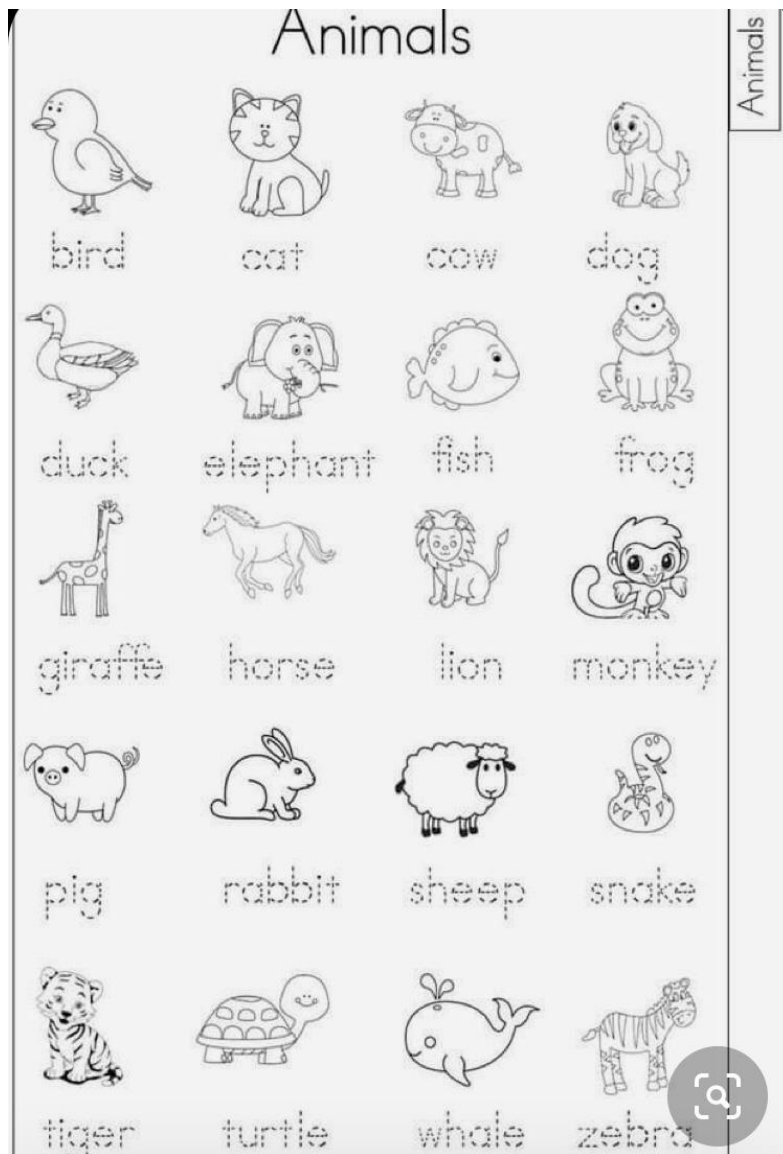 Animals
Animals
bird cat cow dog
duck elephant fish frog
giraffe horse lion monkey
pig rabbit sheep snake
tiger turtle whale zebra